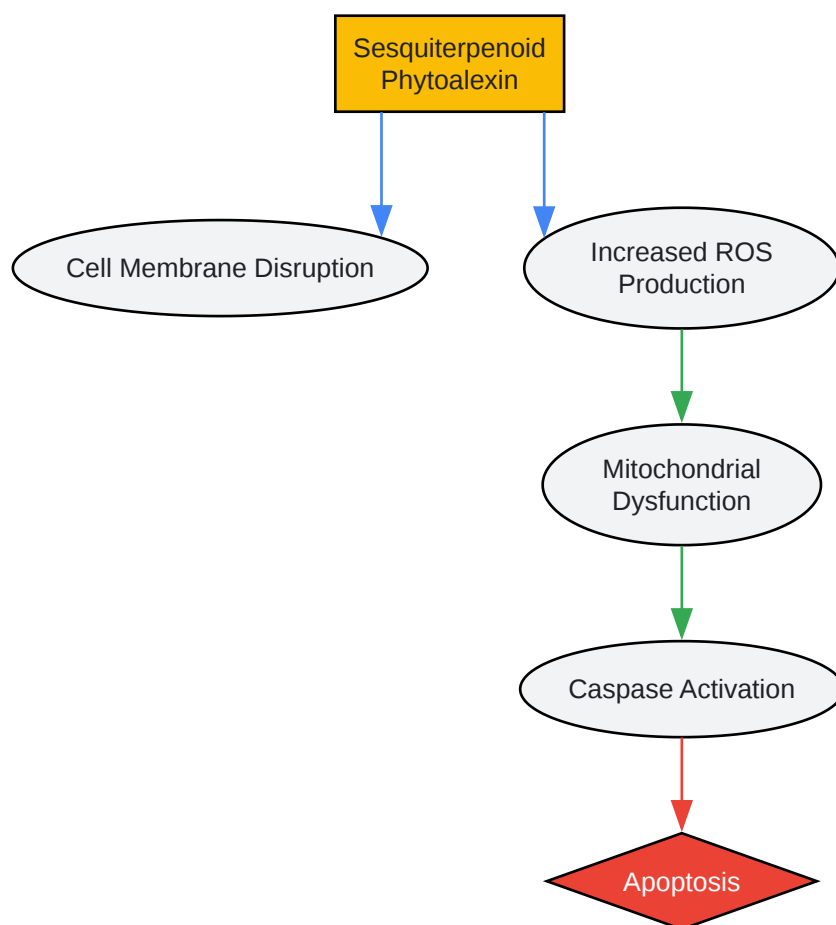 Sesquiterpenoid
Phytoalexin
Cell Membrane Disruption
Increased ROS
Production
Mitochondrial
Dysfunction
Caspase Activation
Apoptosis